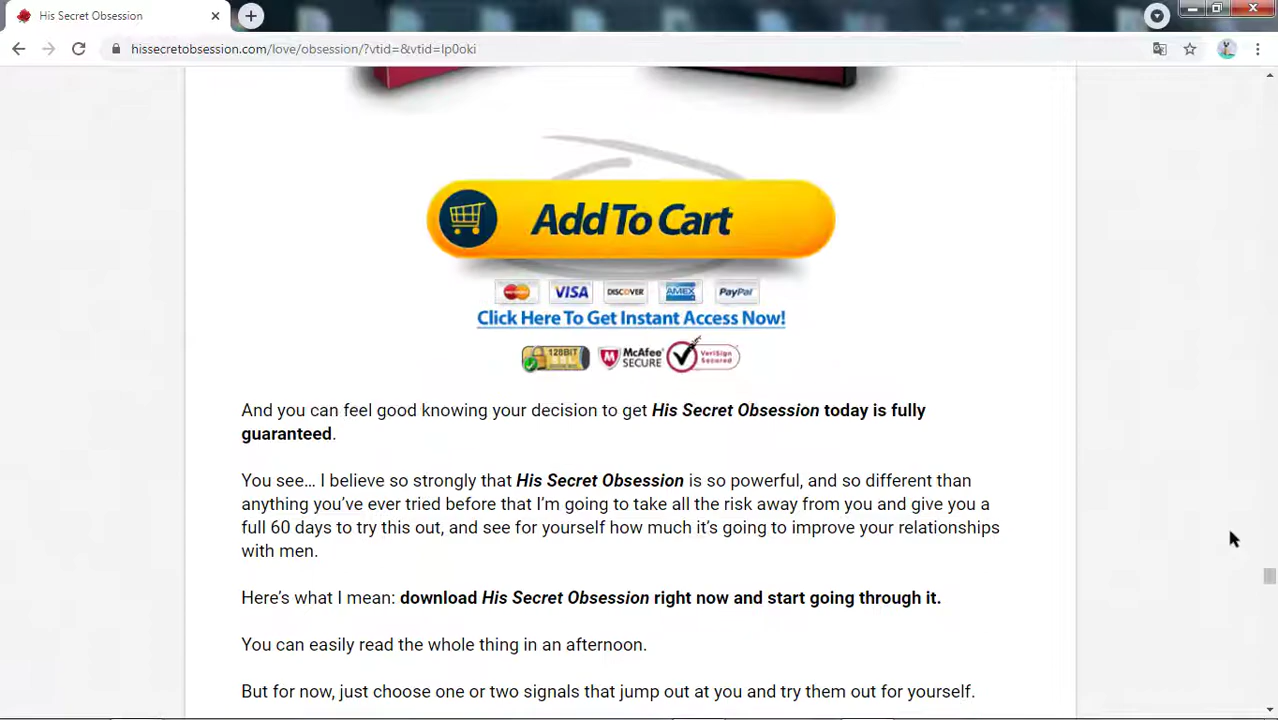 His Secret Obsession
hissecretobsession.com/love/obsession/?vtid=&vtid=lp0oki
Add To Cart
MasterCard VISA DISCOVER AMEX PayPal
Click Here To Get Instant Access Now!
128BIT McAfee SECURE VeriSign Secured
And you can feel good knowing your decision to get His Secret Obsession today is fully
guaranteed.
You see… I believe so strongly that His Secret Obsession is so powerful, and so different than
anything you've ever tried before that I'm going to take all the risk away from you and give you a
full 60 days to try this out, and see for yourself how much it's going to improve your relationships
with men.
Here's what I mean: download His Secret Obsession right now and start going through it.
You can easily read the whole thing in an afternoon.
But for now, just choose one or two signals that jump out at you and try them out for yourself.